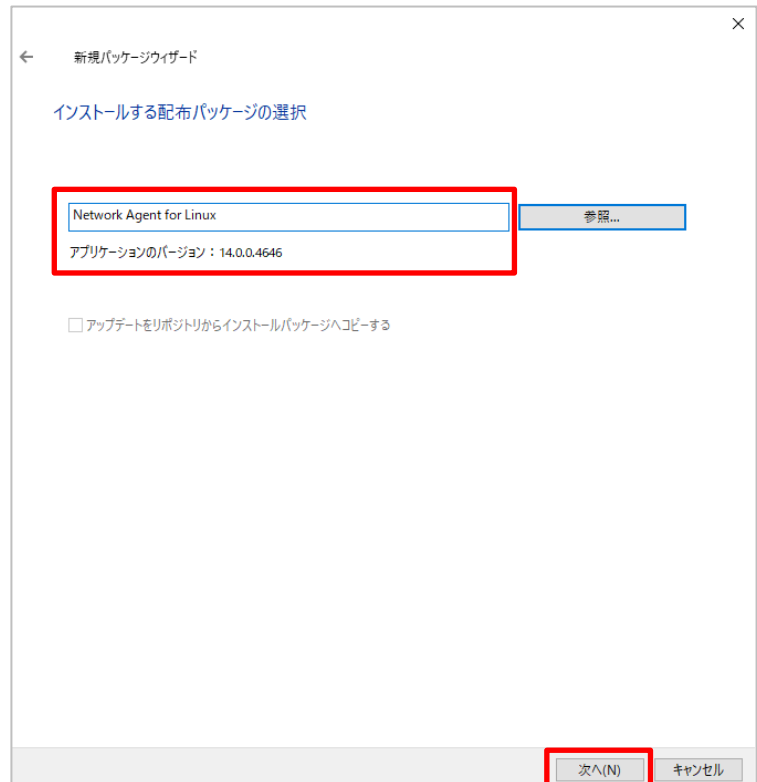 新規パッケージウィザード
インストールする配布パッケージの選択
Network Agent for Linux
参照...
アプリケーションのバージョン：14.0.0.4646
アップデートをリポジトリからインストールパッケージへコピーする
次へ(N)
キャンセル